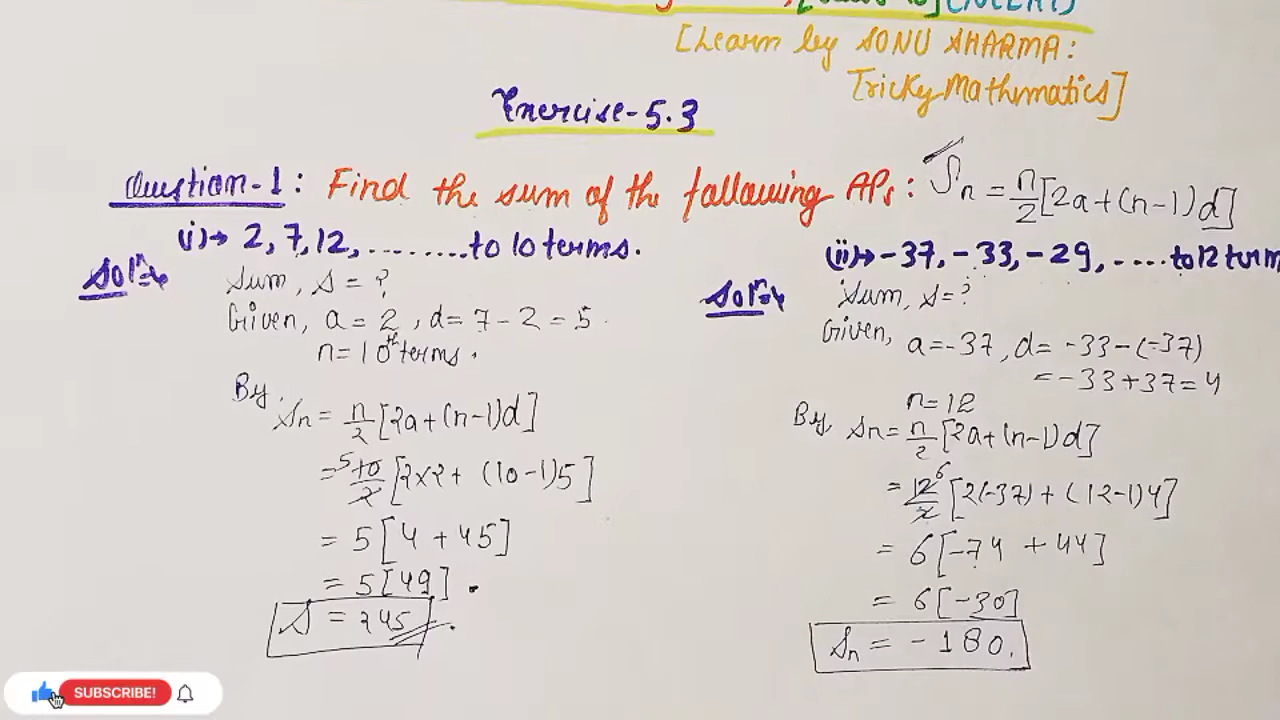 (NCERT)
[Learn by SONU SHARMA:
Tricky Mathematics]
Exercise-5.3
Question-1: Find the sum of the following APs: Sn = n/2[2a+(n-1)d]
(i)→ 2, 7, 12, ......... to 10 terms.
Solⁿ:→
Sum, S = ?
Given, a = 2, d = 7 - 2 = 5
n = 10th terms.
By,
Sn = n/2[2a+(n-1)d]
= 5 10/2 [2×2 + (10-1)5]
= 5[4 + 45]
= 5[49]
S = 245
(ii)→ -37, -33, -29, .... to 12 term
Solⁿ:→
Sum, S = ?
Given, a = -37, d = -33-(-37)
= -33+37 = 4
n = 12
By, Sn = n/2[2a+(n-1)d]
= 12/2 6 [2(-37) + (12-1)4]
= 6[-74 + 44]
= 6[-30]
Sn = -180.
SUBSCRIBE!